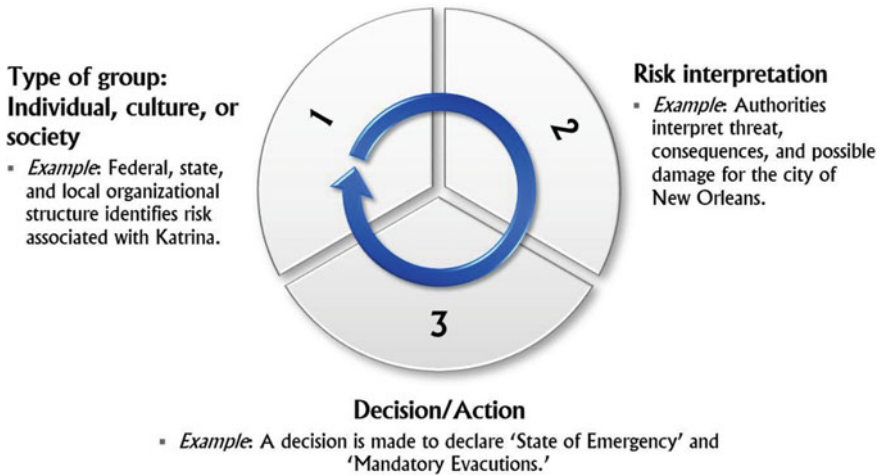 Type of group:
Individual, culture, or
society
▪ Example: Federal, state,
and local organizational
structure identifies risk
associated with Katrina.
1
2
Risk interpretation
▪ Example: Authorities
interpret threat,
consequences, and possible
damage for the city of
New Orleans.
3
Decision/Action
▪ Example: A decision is made to declare ‘State of Emergency’ and
‘Mandatory Evacutions.’